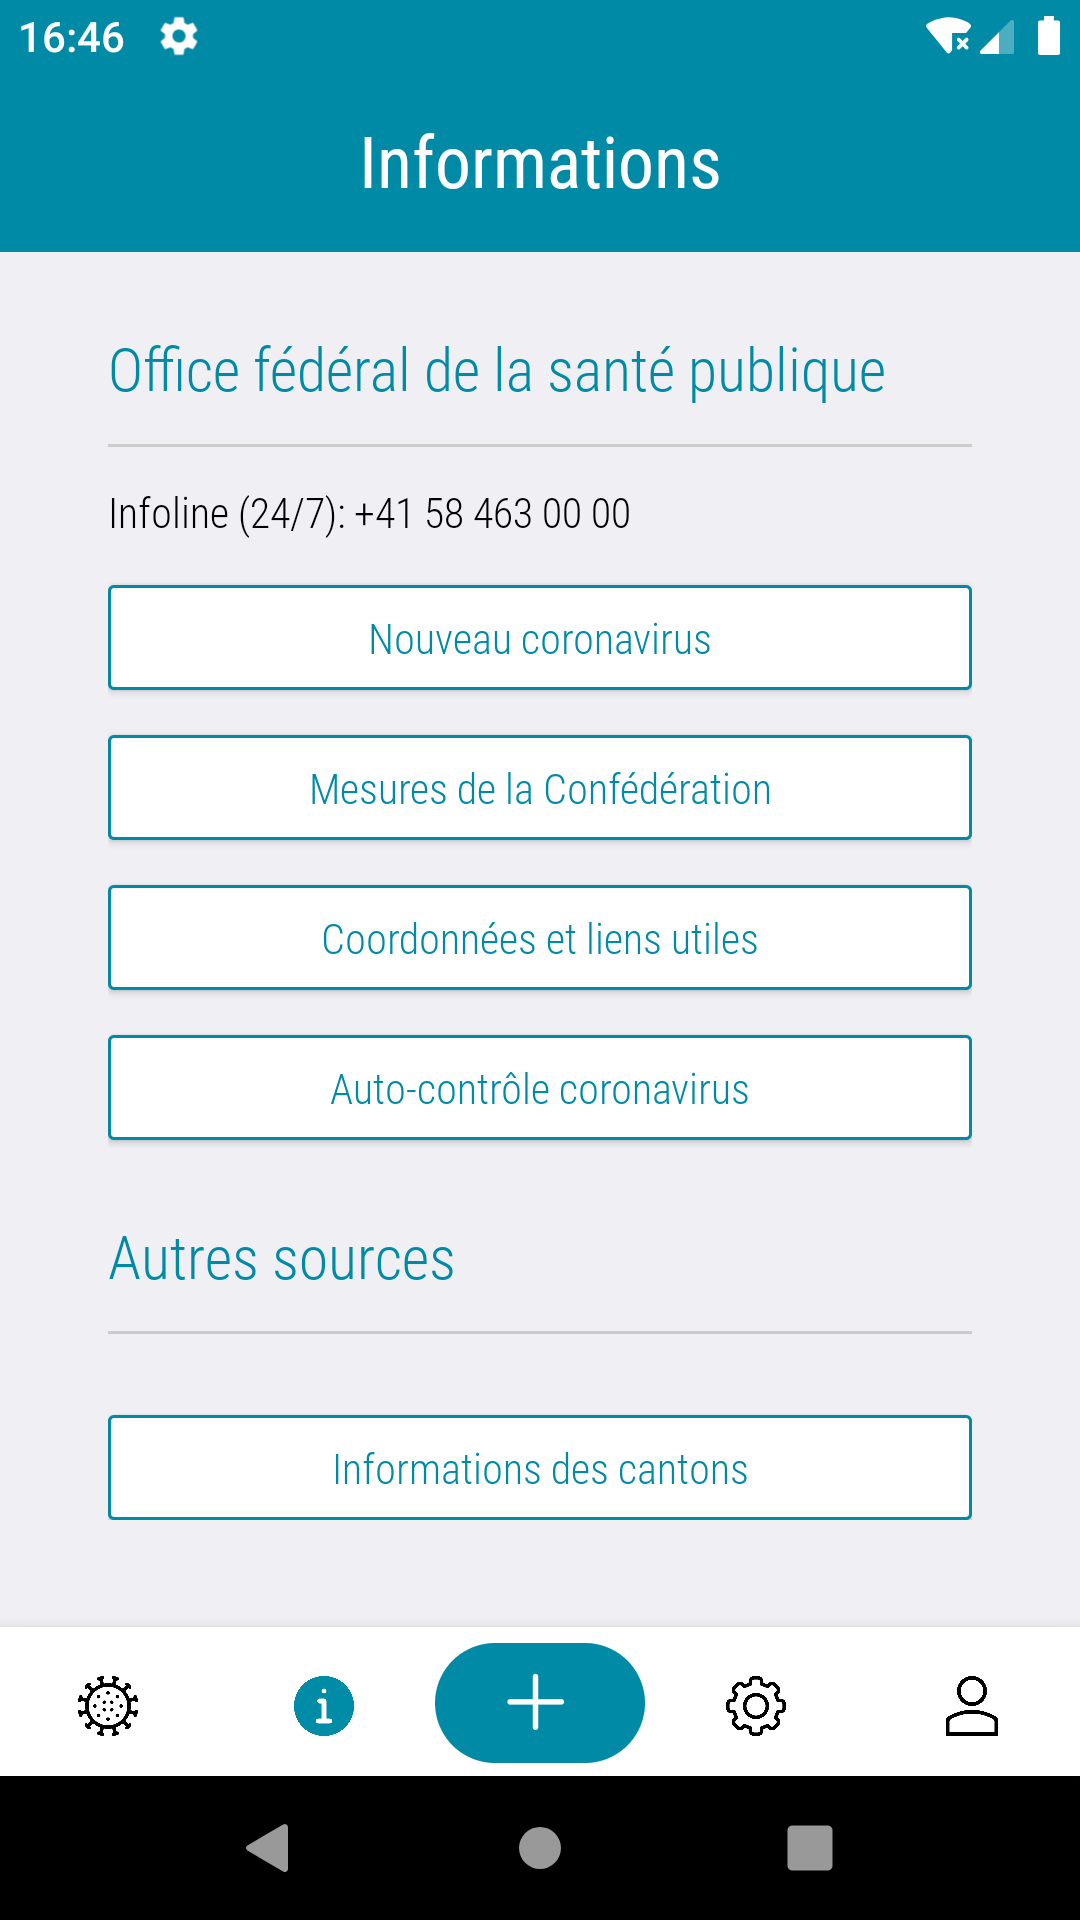 16:46
Informations
Office fédéral de la santé publique
Infoline (24/7): +41 58 463 00 00
Nouveau coronavirus
Mesures de la Confédération
Coordonnées et liens utiles
Auto-contrôle coronavirus
Autres sources
Informations des cantons